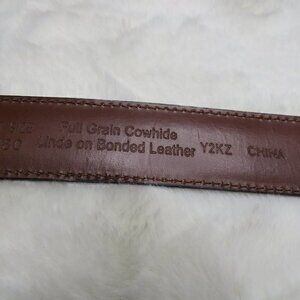 Full Grain Cowhide
on Bonded Leather Y2KZ CHINA